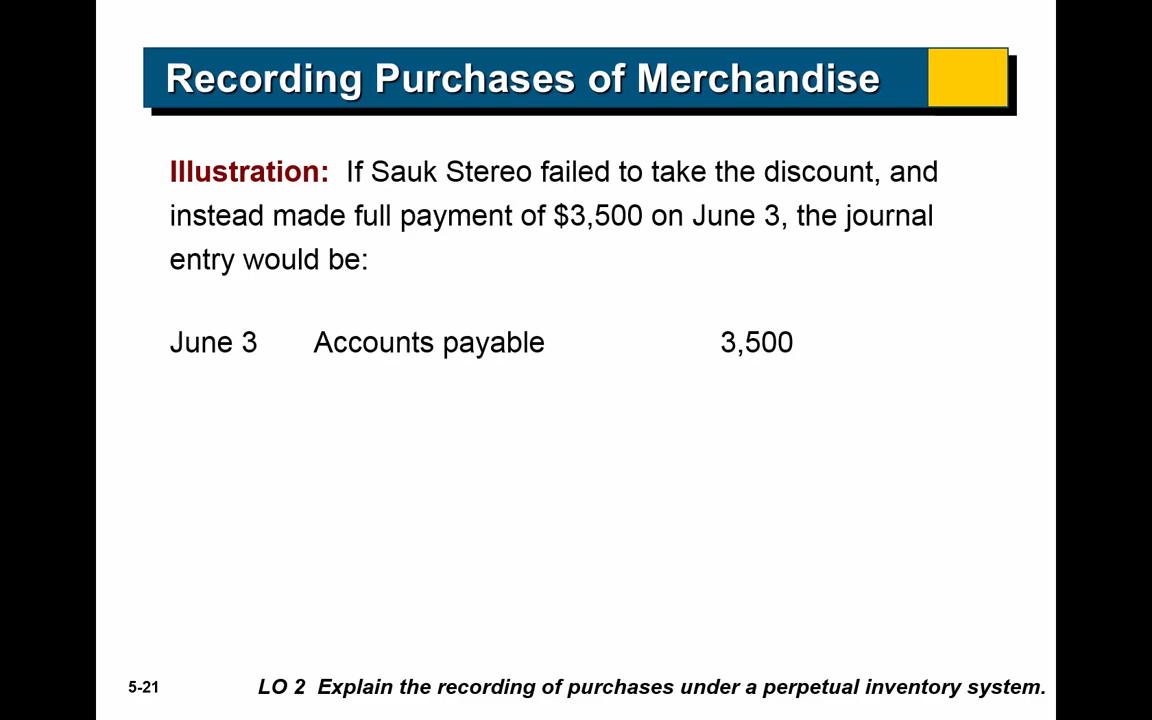 Recording Purchases of Merchandise
Illustration: If Sauk Stereo failed to take the discount, and
instead made full payment of $3,500 on June 3, the journal
entry would be:
June 3 Accounts payable 3,500
5-21 LO 2 Explain the recording of purchases under a perpetual inventory system.